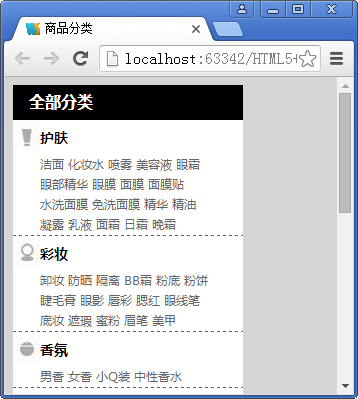 商品分类
localhost:63342/HTML5+
全部分类
护肤
洁面 化妆水 喷雾 美容液 眼霜
眼部精华 眼膜 面膜 面膜贴
水洗面膜 免洗面膜 精华 精油
凝露 乳液 面霜 日霜 晚霜
彩妆
卸妆 防晒 隔离 BB霜 粉底 粉饼
睫毛膏 眼影 唇彩 腮红 眼线笔
底妆 遮瑕 蜜粉 眉笔 美甲
香氛
男香 女香 小Q装 中性香水